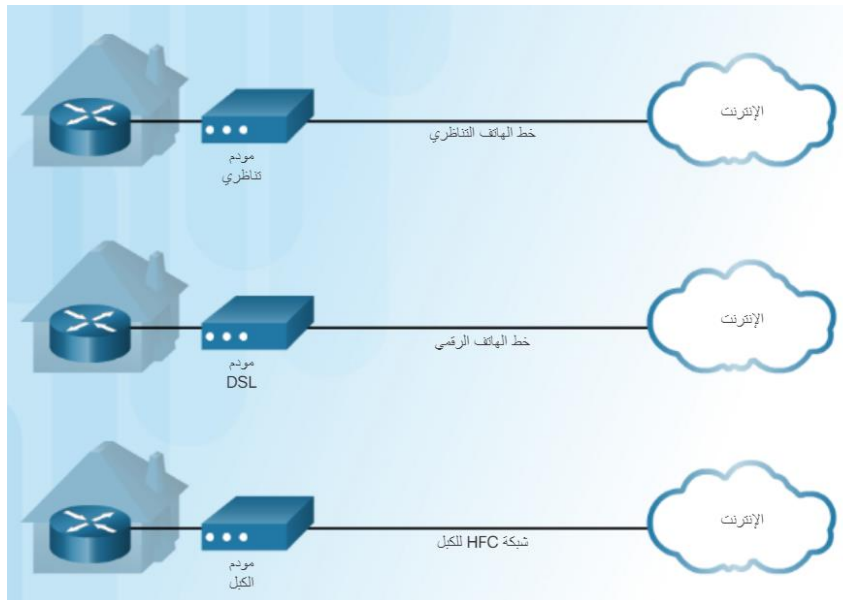 الإنترنت
خط الهاتف التناظري
مودم
تناظري
الإنترنت
خط الهاتف الرقمي
مودم
DSL
الإنترنت
شبكة HFC للكبل
مودم
الكبل